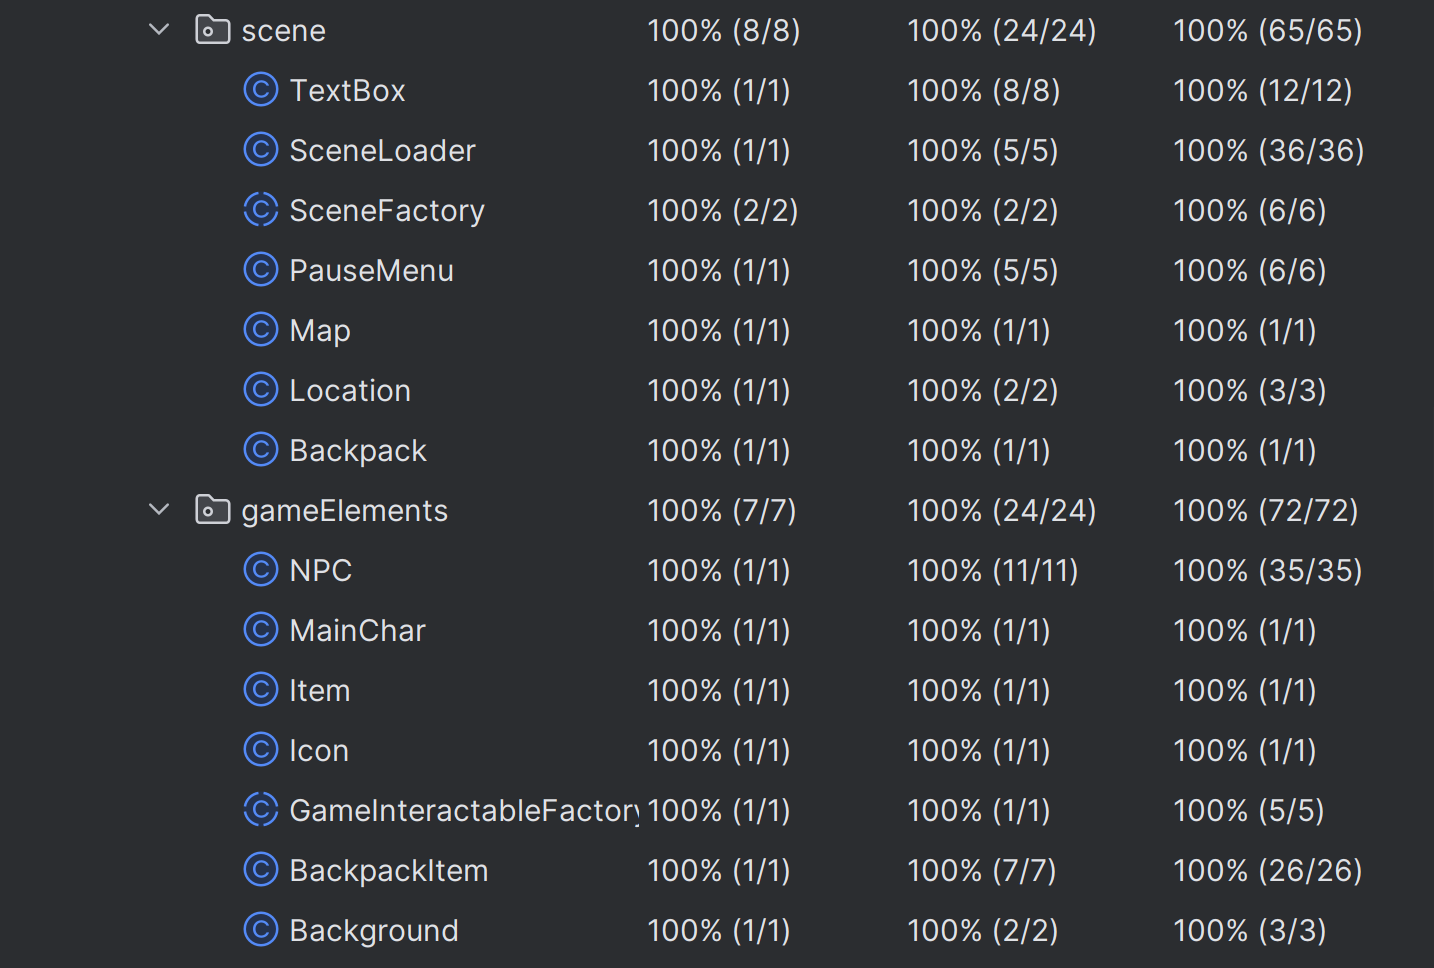 scene 100% (8/8) 100% (24/24) 100% (65/65)
TextBox 100% (1/1) 100% (8/8) 100% (12/12)
SceneLoader 100% (1/1) 100% (5/5) 100% (36/36)
SceneFactory 100% (2/2) 100% (2/2) 100% (6/6)
PauseMenu 100% (1/1) 100% (5/5) 100% (6/6)
Map 100% (1/1) 100% (1/1) 100% (1/1)
Location 100% (1/1) 100% (2/2) 100% (3/3)
Backpack 100% (1/1) 100% (1/1) 100% (1/1)
gameElements 100% (7/7) 100% (24/24) 100% (72/72)
NPC 100% (1/1) 100% (11/11) 100% (35/35)
MainChar 100% (1/1) 100% (1/1) 100% (1/1)
Item 100% (1/1) 100% (1/1) 100% (1/1)
Icon 100% (1/1) 100% (1/1) 100% (1/1)
GameInteractableFactory 100% (1/1) 100% (1/1) 100% (5/5)
BackpackItem 100% (1/1) 100% (7/7) 100% (26/26)
Background 100% (1/1) 100% (2/2) 100% (3/3)